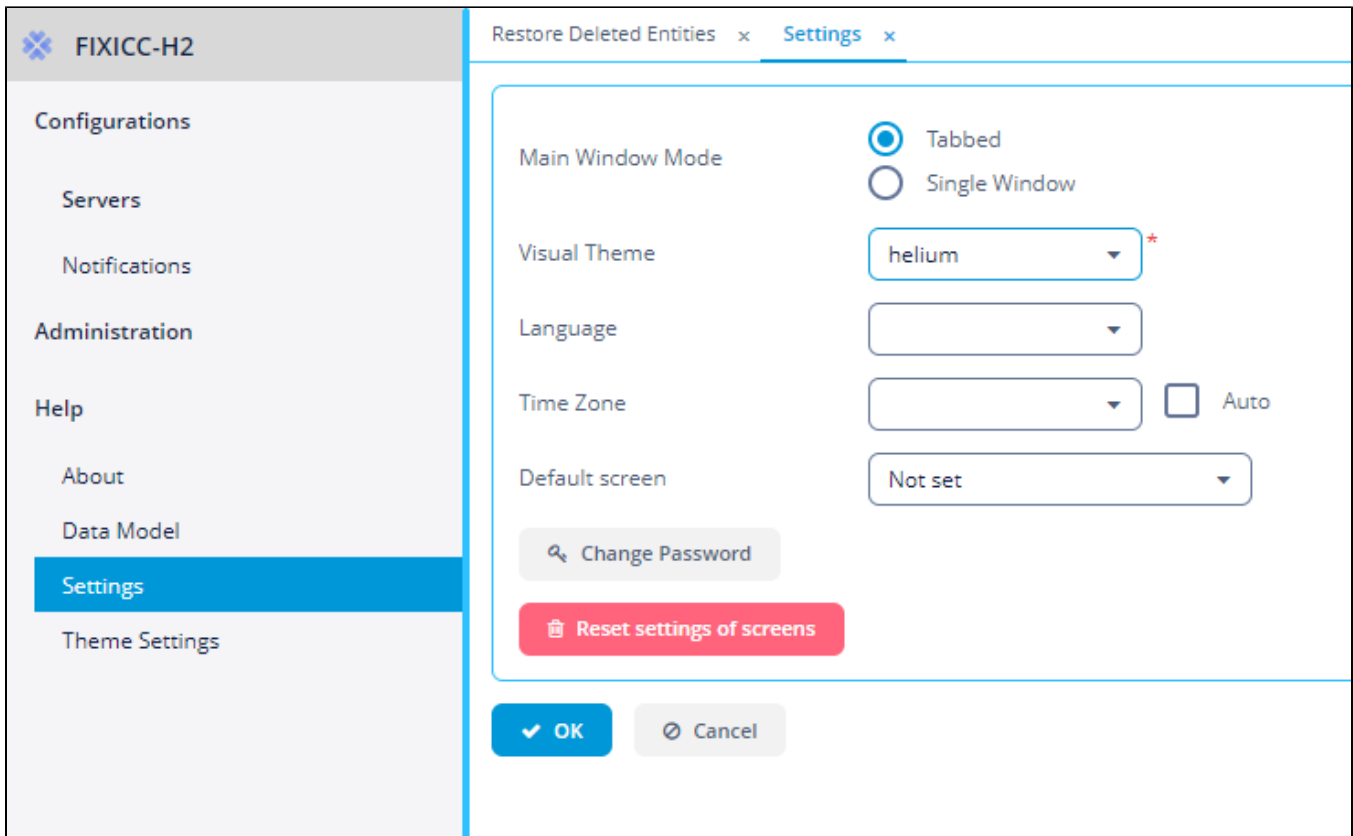 FIXICC-H2
Configurations
Servers
Notifications
Administration
Help
About
Data Model
Settings
Theme Settings
Restore Deleted Entities x Settings x
Main Window Mode
Tabbed
Single Window
Visual Theme helium *
Language
Time Zone Auto
Default screen Not set
Change Password
Reset settings of screens
OK Cancel